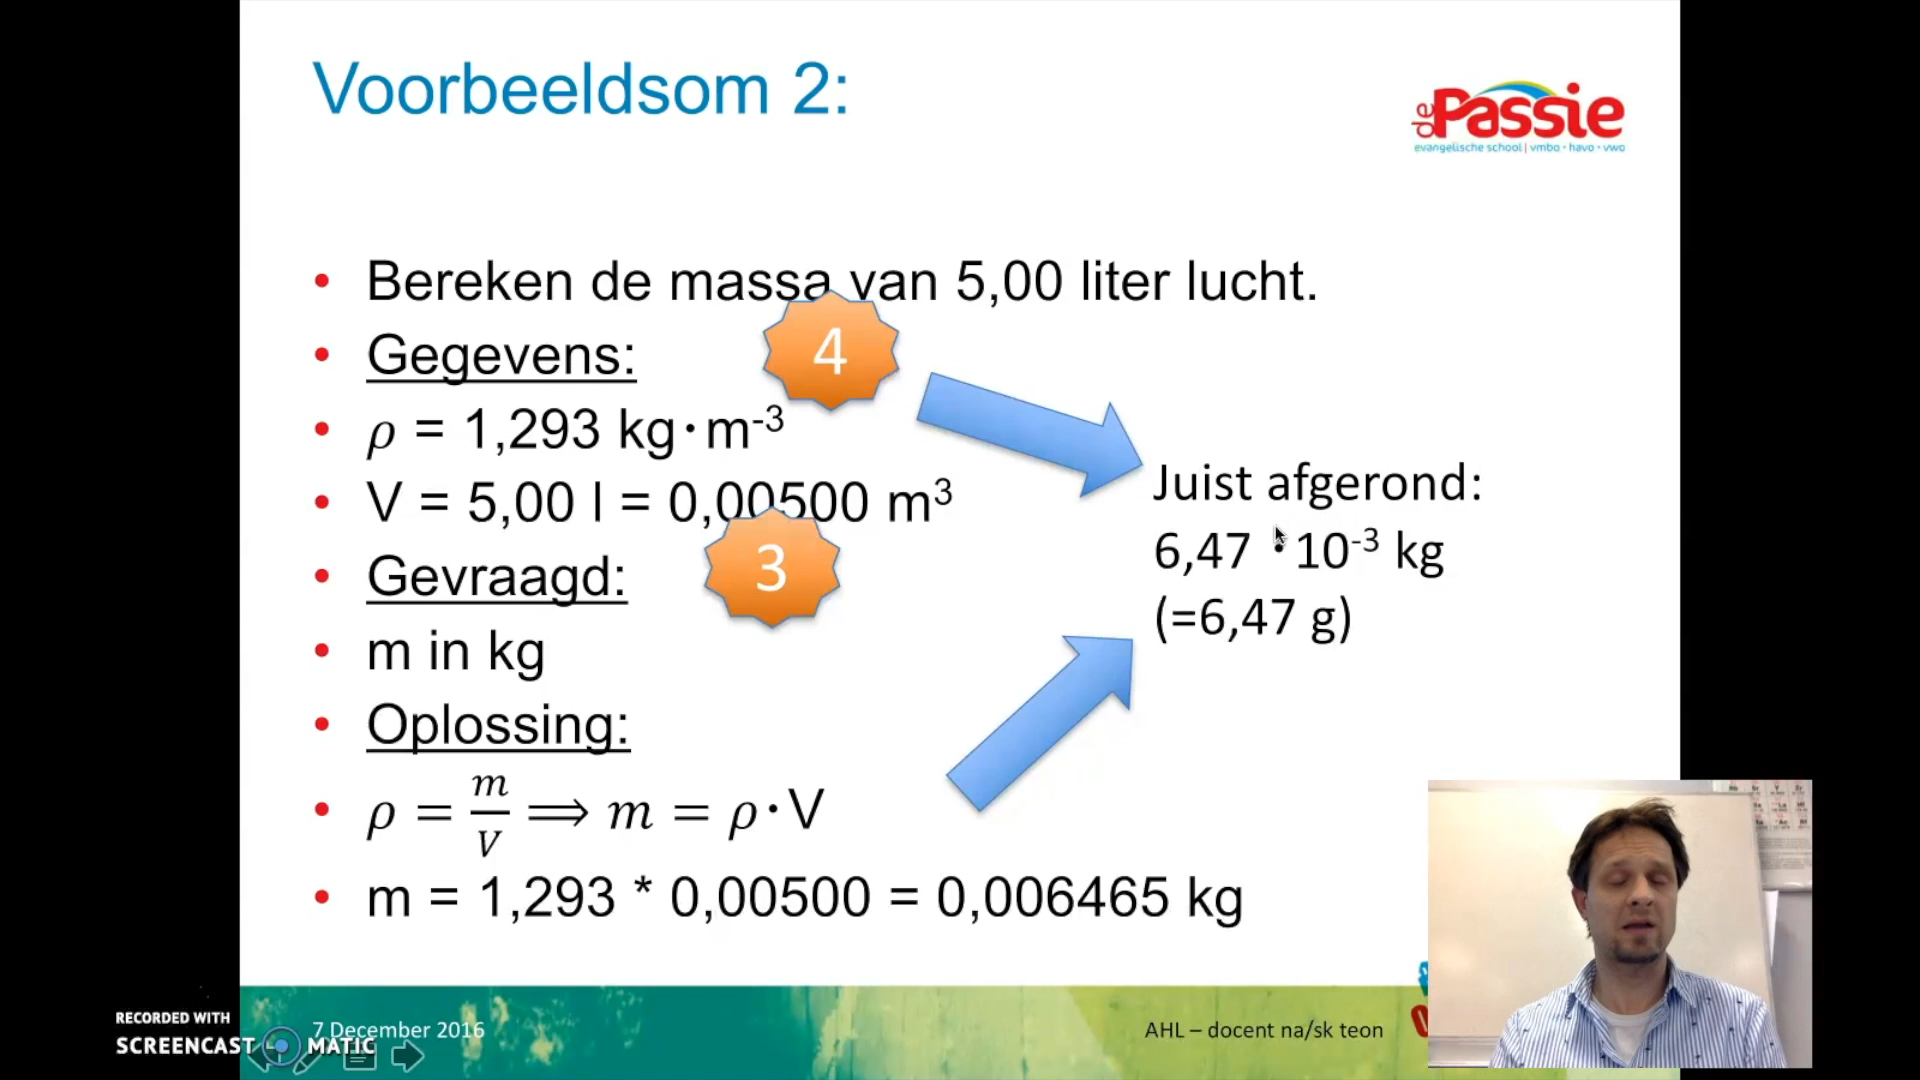 Voorbeeldsom 2:
de Passie
evangelische school | vmbo • havo • vwo
• Bereken de massa van 5,00 liter lucht.
• Gegevens:
4
• ρ = 1,293 kg·m⁻³
• V = 5,00 l = 0,00500 m³
Juist afgerond:
6,47 ·10⁻³ kg
(=6,47 g)
• Gevraagd:
3
• m in kg
• Oplossing:
• ρ = m/V ⟹ m = ρ·V
• m = 1,293 * 0,00500 = 0,006465 kg
7 December 2016
AHL – docent na/sk teon
RECORDED WITH
SCREENCAST MATIC